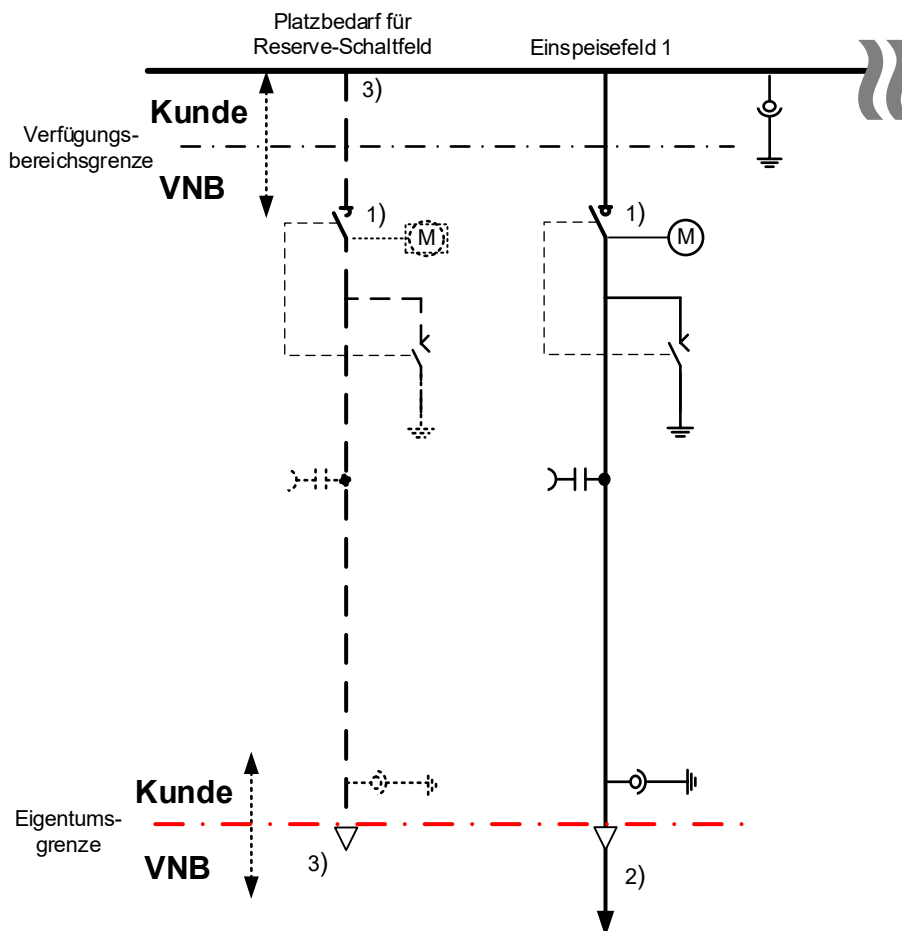 Platzbedarf für
Reserve-Schaltfeld
Einspeisefeld 1
3)
Kunde
Verfügungs-
bereichsgrenze
VNB
1)
M
1)
M
Kunde
Eigentums-
grenze
VNB
3)
2)